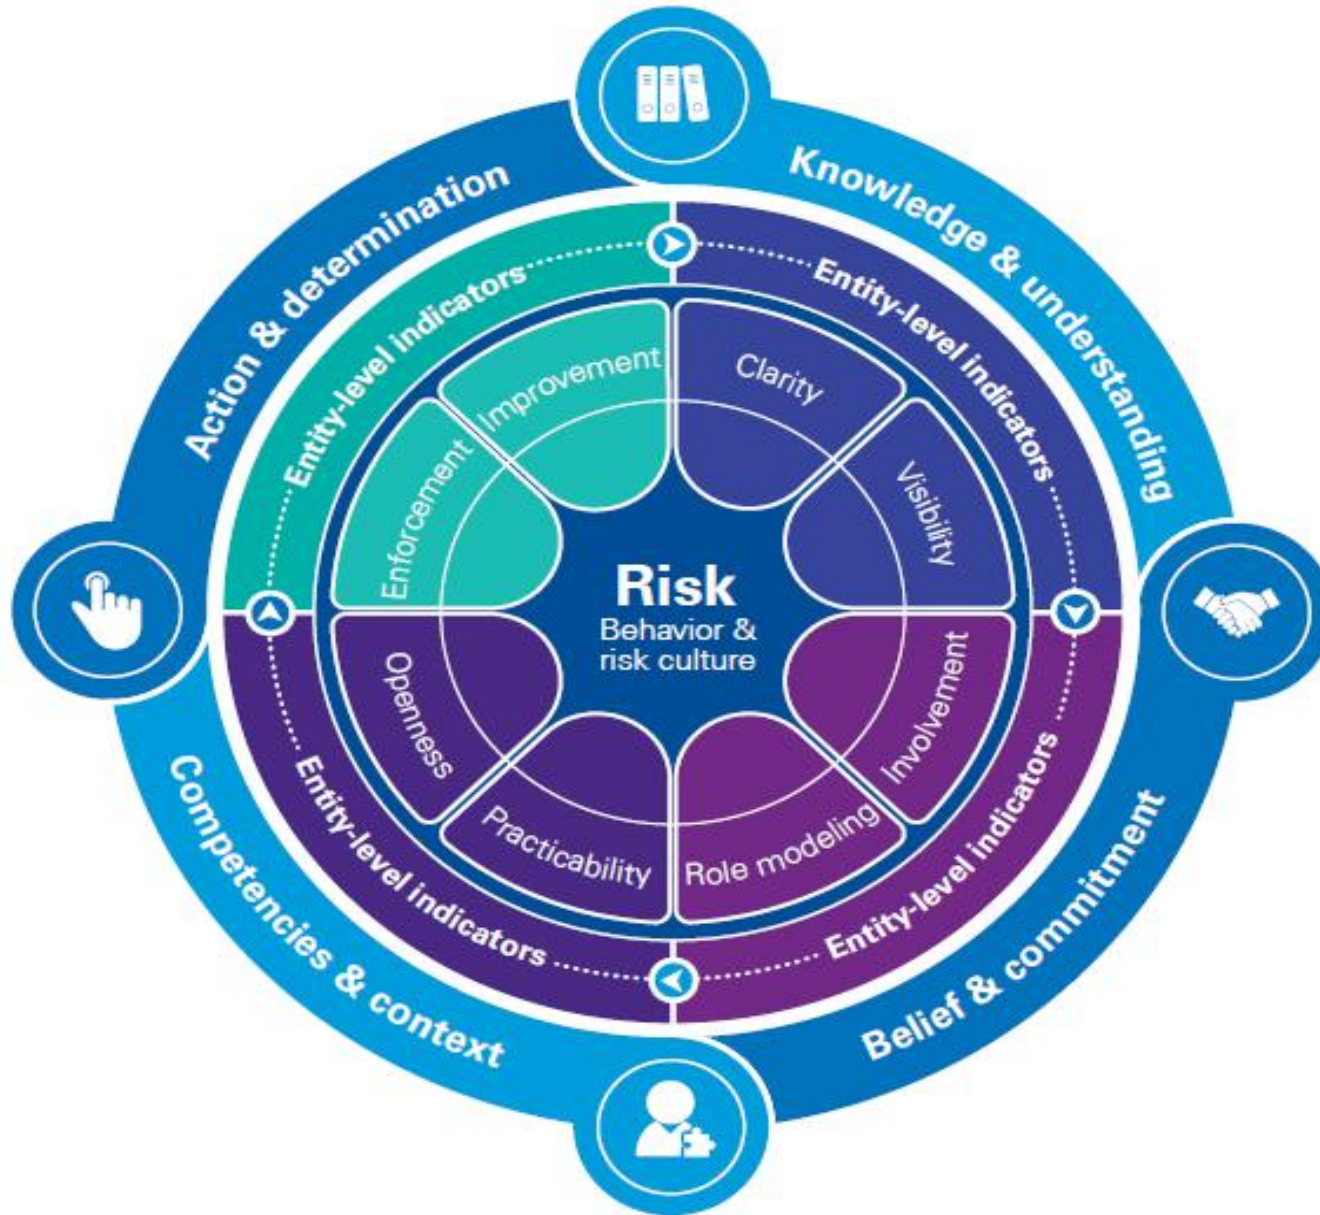 Knowledge & understanding
Action & determination
Entity-level indicators
Entity-level indicators
Improvement
Clarity
Enforcement
Visibility
Risk
Behavior &
risk culture
Openness
Involvement
Practicability
Role modeling
Entity-level indicators
Entity-level indicators
Competencies & context
Belief & commitment